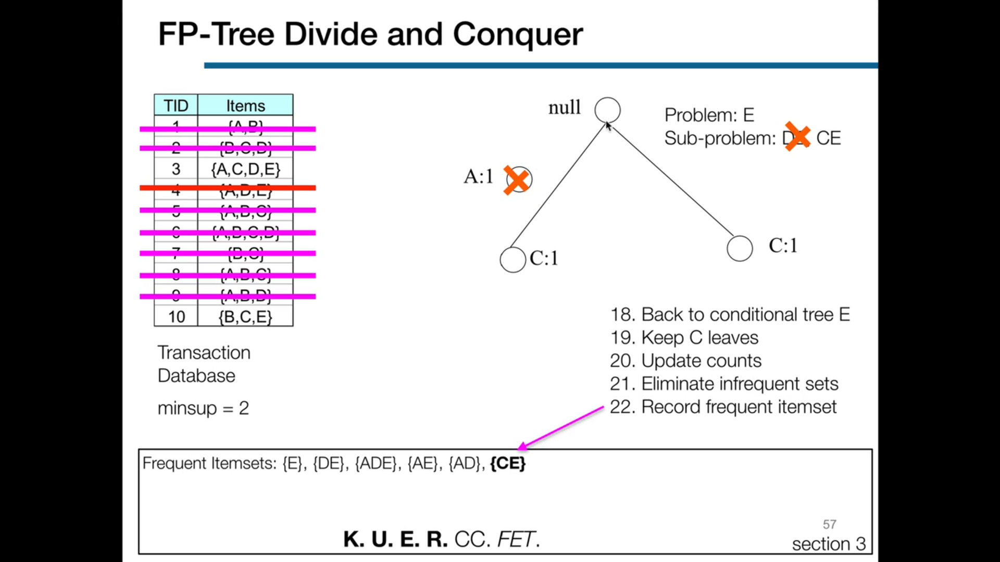 FP-Tree Divide and Conquer
TID Items
1 {A,B}
2 {B,C,D}
3 {A,C,D,E}
4 {A,D,E}
5 {A,B,C}
6 {A,B,C,D}
7 {B,C}
8 {A,B,C}
9 {A,B,D}
10 {B,C,E}
Transaction
Database
minsup = 2
null
A:1
C:1
C:1
Problem: E
Sub-problem: CE
18. Back to conditional tree E
19. Keep C leaves
20. Update counts
21. Eliminate infrequent sets
22. Record frequent itemset
Frequent Itemsets: {E}, {DE}, {ADE}, {AE}, {AD}, {CE}
K. U. E. R. CC. FET.
57
section 3